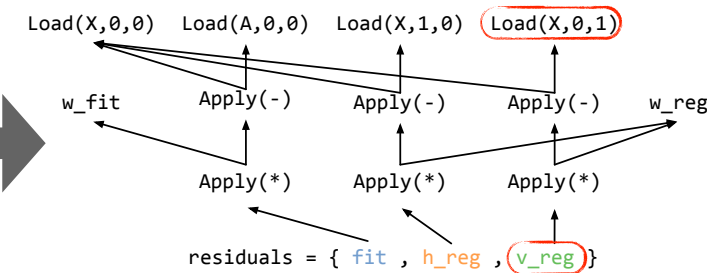 Load(X,0,0) Load(A,0,0) Load(X,1,0) Load(X,0,1)
w_fit Apply(-) Apply(-) Apply(-) w_reg
Apply(*) Apply(*) Apply(*)
residuals = { fit , h_reg , v_reg }